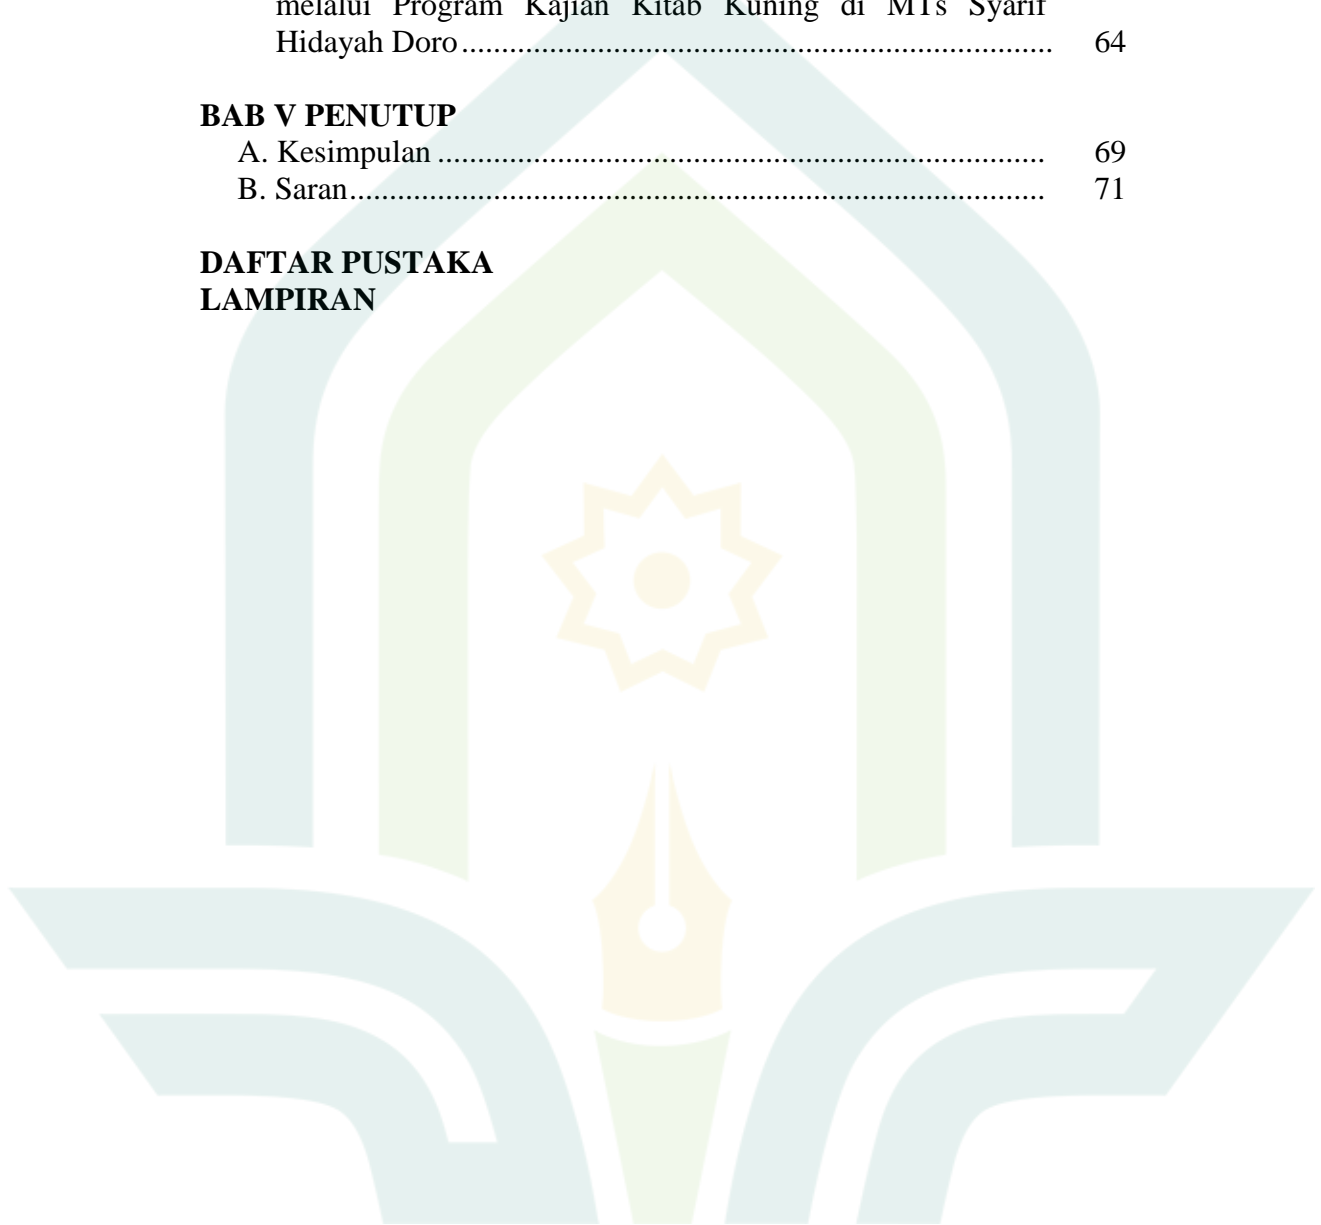 melalui Program Kajian Kitab Kuning di MTs Syarif
Hidayah Doro......................................................................... 64
BAB V PENUTUP
A. Kesimpulan ........................................................................... 69
B. Saran...................................................................................... 71
DAFTAR PUSTAKA
LAMPIRAN